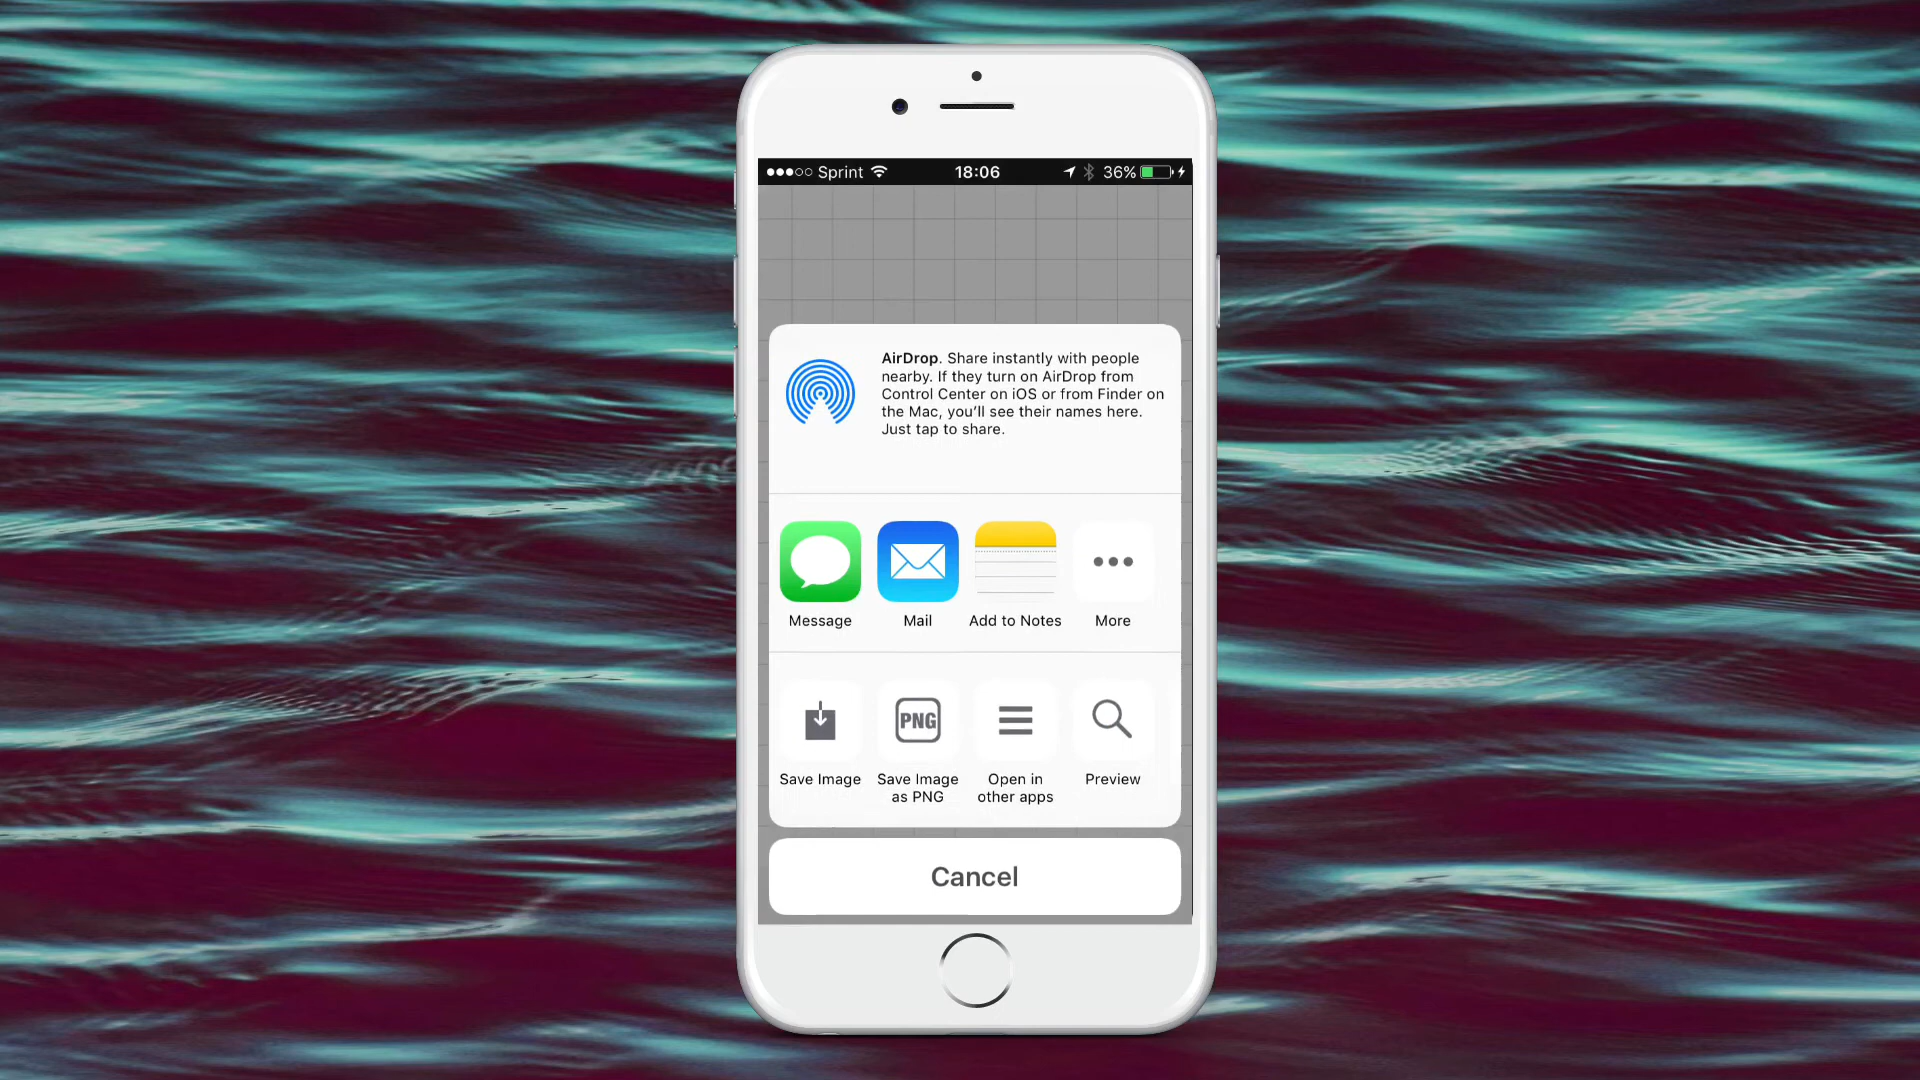 Sprint 18:06 36%
AirDrop. Share instantly with people
nearby. If they turn on AirDrop from
Control Center on iOS or from Finder on
the Mac, you'll see their names here.
Just tap to share.
Message Mail Add to Notes More
PNG
Save Image Save Image as PNG Open in other apps Preview
Cancel